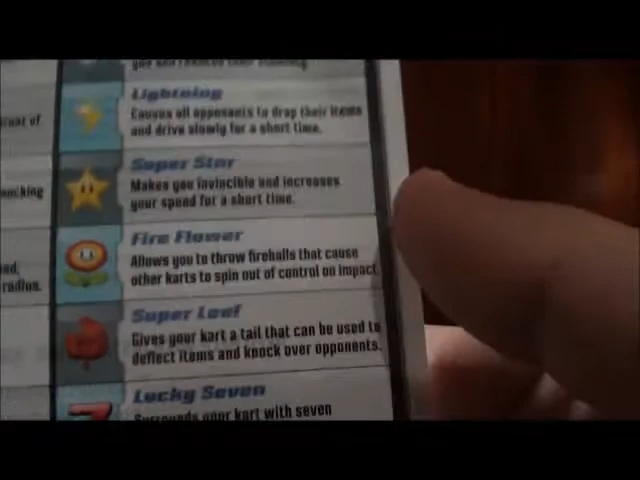 Lightning
Causes all opponents to drop their items
and drive slowly for a short time.
Super Star
Makes you invincible and increases
your speed for a short time.
Fire Flower
Allows you to throw fireballs that cause
other karts to spin out of control on impact.
radius.
Super Leaf
Gives your kart a tail that can be used to
deflect items and knock over opponents.
Lucky Seven
7
Surrounds your kart with seven